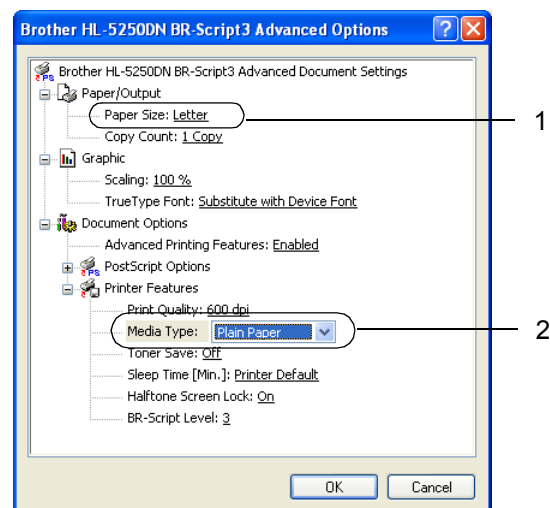 Brother HL-5250DN BR-Script3 Advanced Options
Brother HL-5250DN BR-Script3 Advanced Document Settings
Paper/Output
Paper Size: Letter
1
Copy Count: 1 Copy
Graphic
Scaling: 100 %
TrueType Font: Substitute with Device Font
Document Options
Advanced Printing Features: Enabled
PostScript Options
Printer Features
Print Quality: 600 dpi
Media Type: Plain Paper
2
Toner Save: Off
Sleep Time [Min.]: Printer Default
Halftone Screen Lock: On
BR-Script Level: 3
OK Cancel